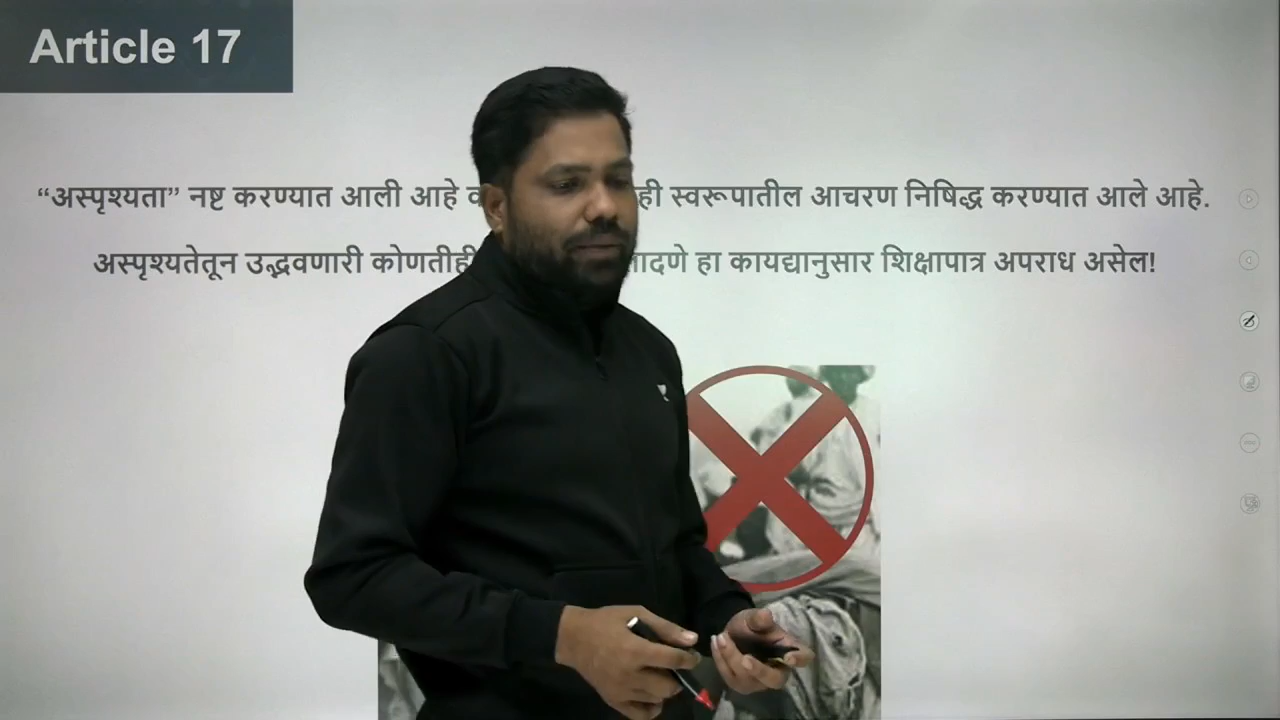 Article 17
“अस्पृश्यता” नष्ट करण्यात आली आहे ही स्वरूपातील आचरण निषिद्ध करण्यात आले आहे.
अस्पृश्यतेतून उद्भवणारी कोणतीही हा कायद्यानुसार शिक्षापात्र अपराध असेल!